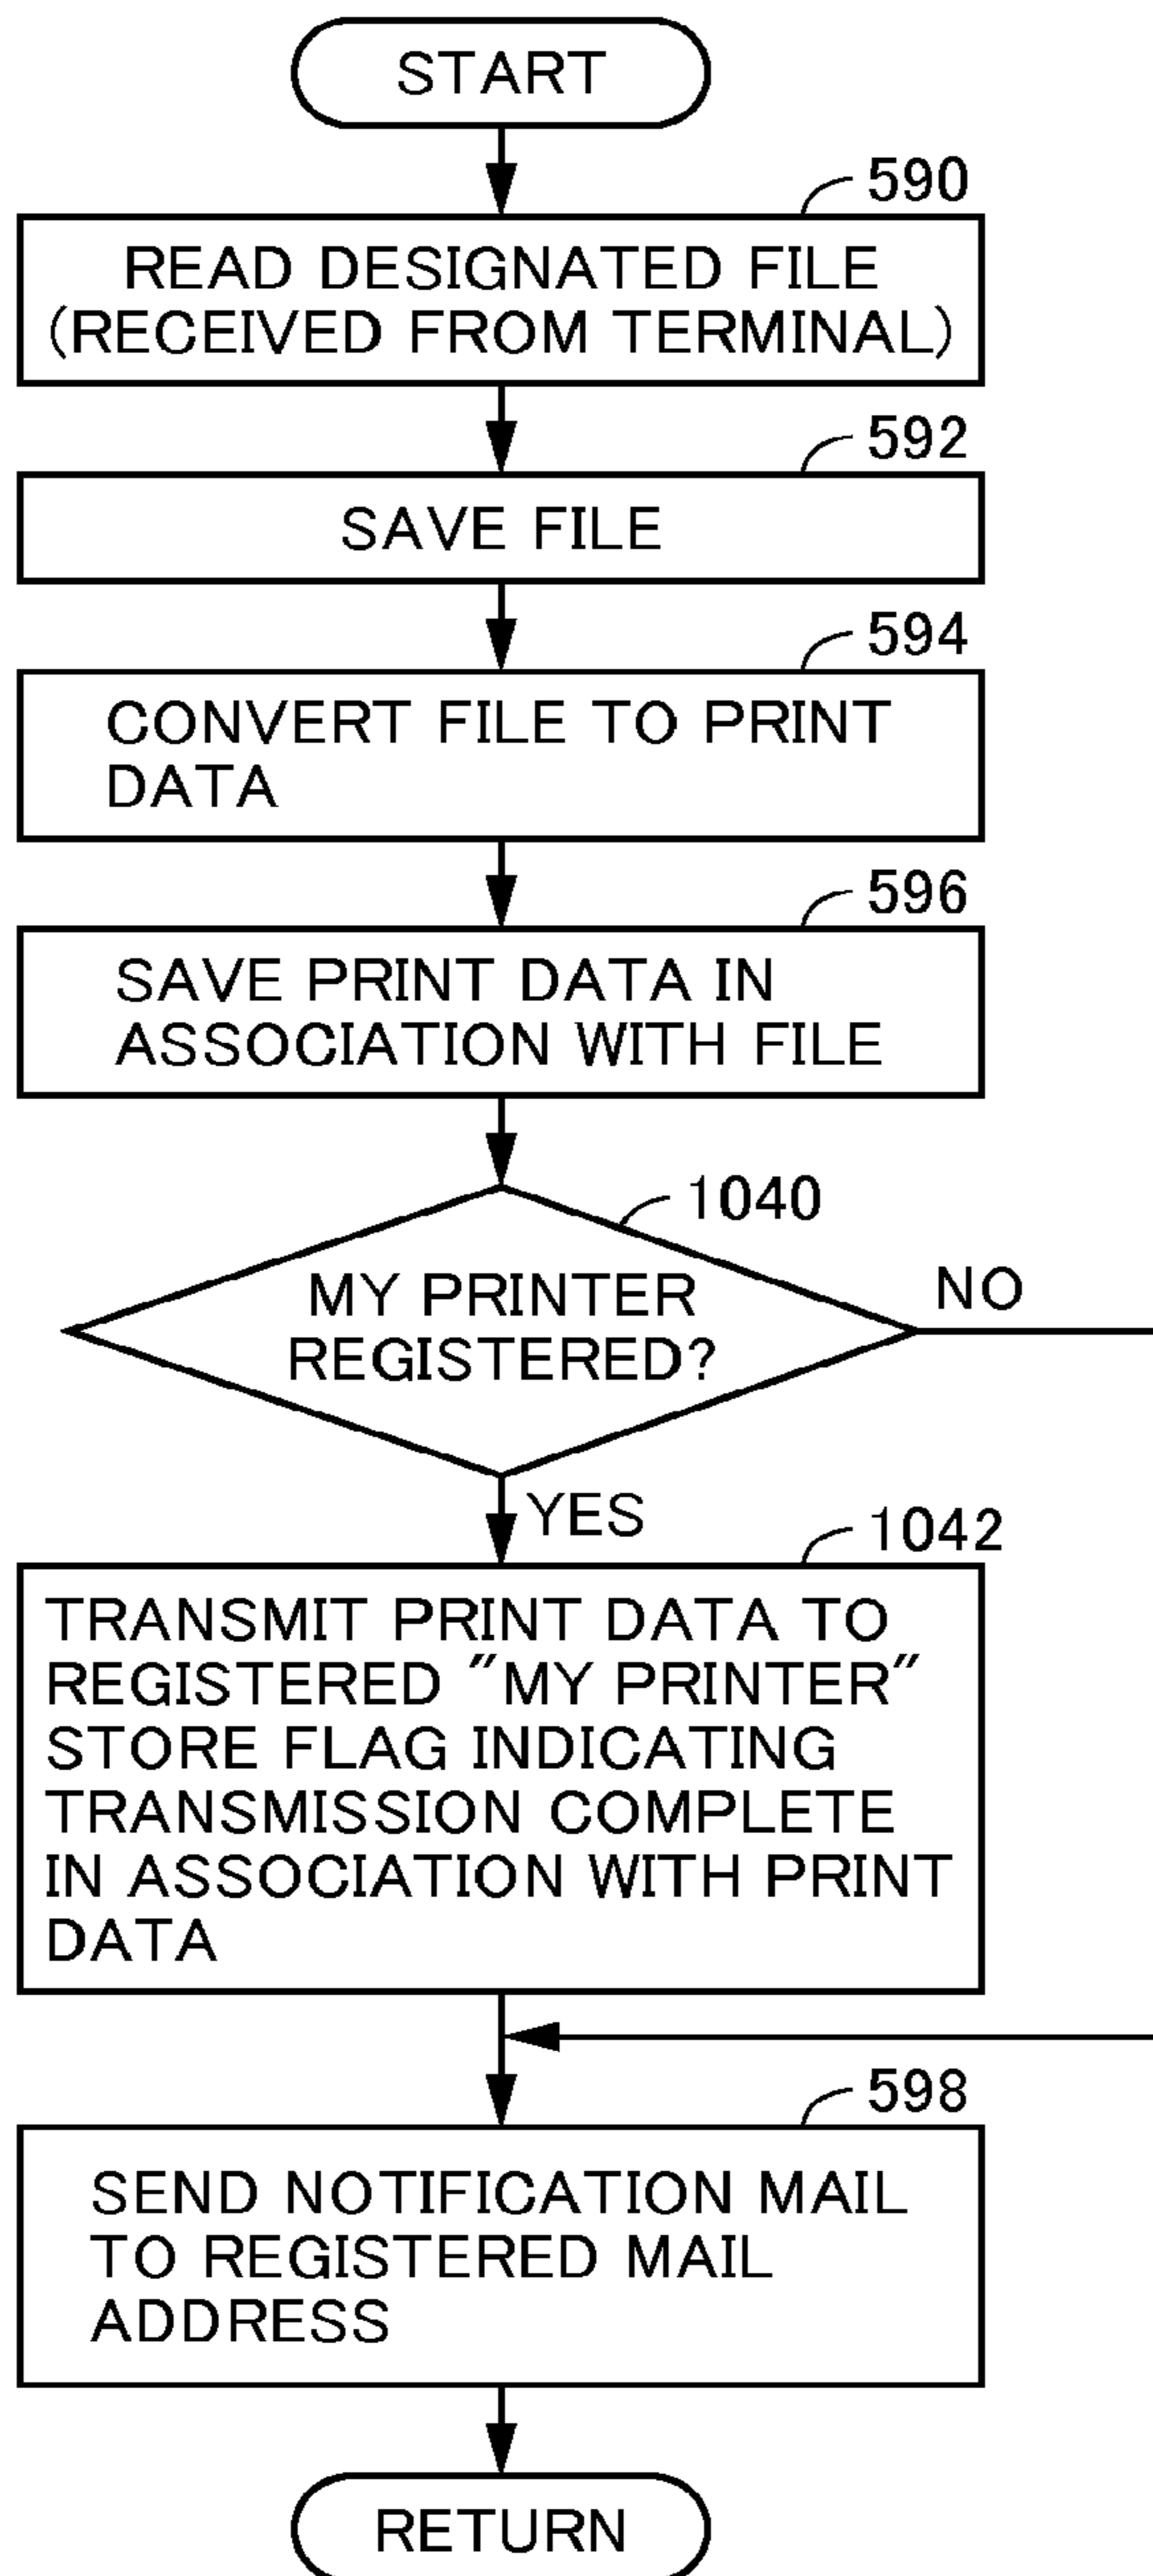 START
590
READ DESIGNATED FILE
(RECEIVED FROM TERMINAL)
592
SAVE FILE
594
CONVERT FILE TO PRINT
DATA
596
SAVE PRINT DATA IN
ASSOCIATION WITH FILE
1040
MY PRINTER
REGISTERED?
NO
YES
1042
TRANSMIT PRINT DATA TO
REGISTERED "MY PRINTER"
STORE FLAG INDICATING
TRANSMISSION COMPLETE
IN ASSOCIATION WITH PRINT
DATA
598
SEND NOTIFICATION MAIL
TO REGISTERED MAIL
ADDRESS
RETURN